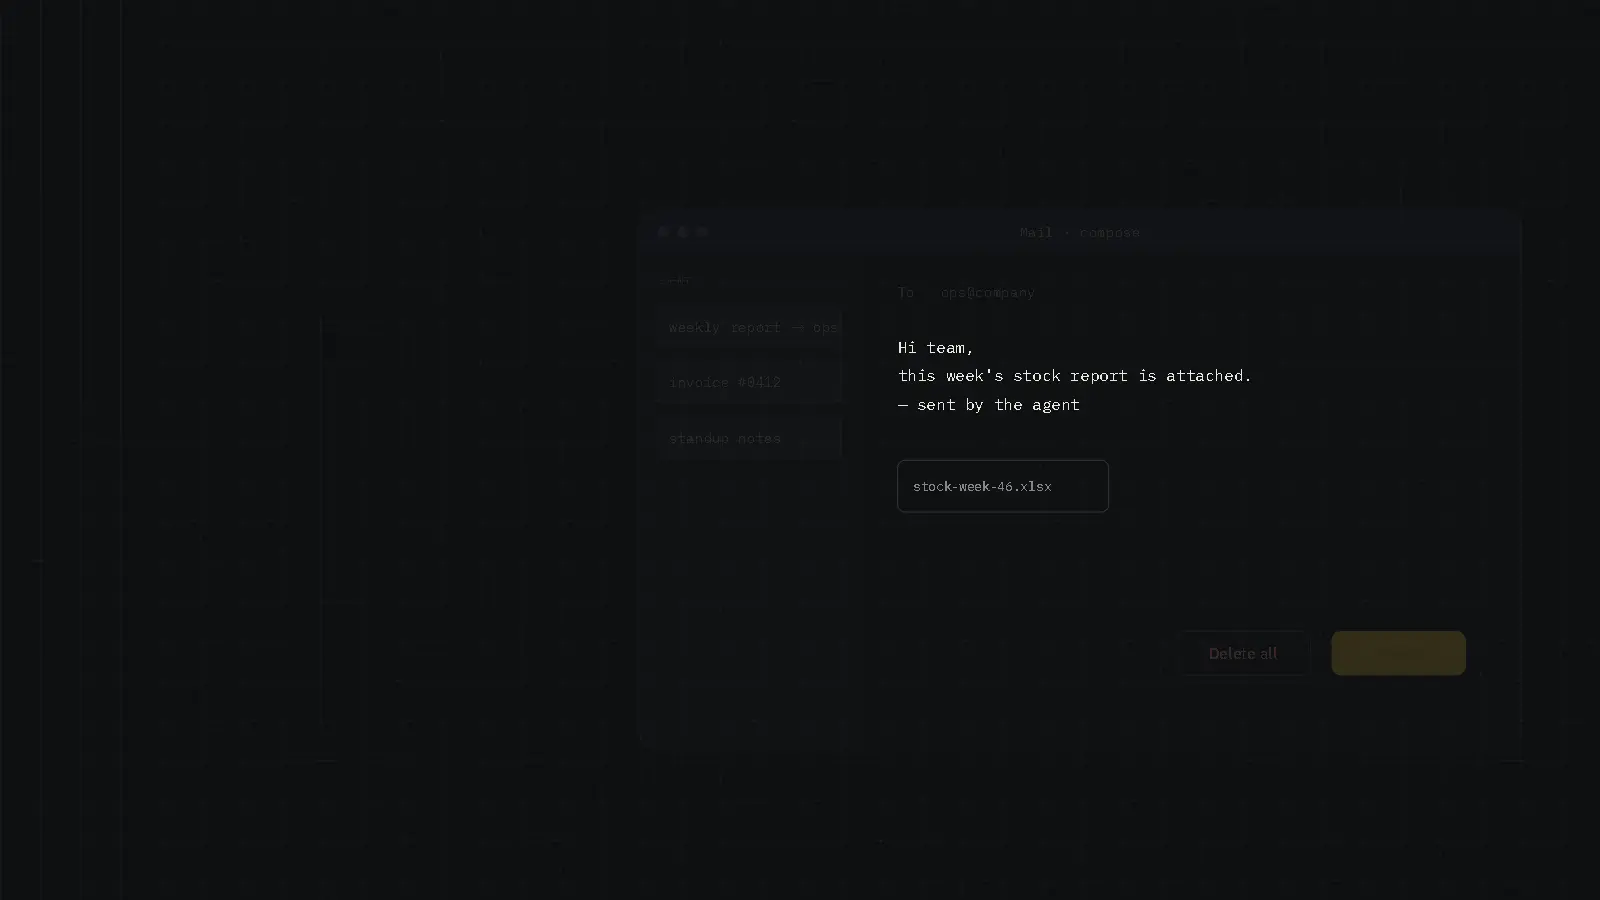 Mail · compose
To ops@company
weekly report → ops
invoice #0412
standup notes
Hi team,
this week's stock report is attached.
— sent by the agent
stock-week-46.xlsx
Delete all